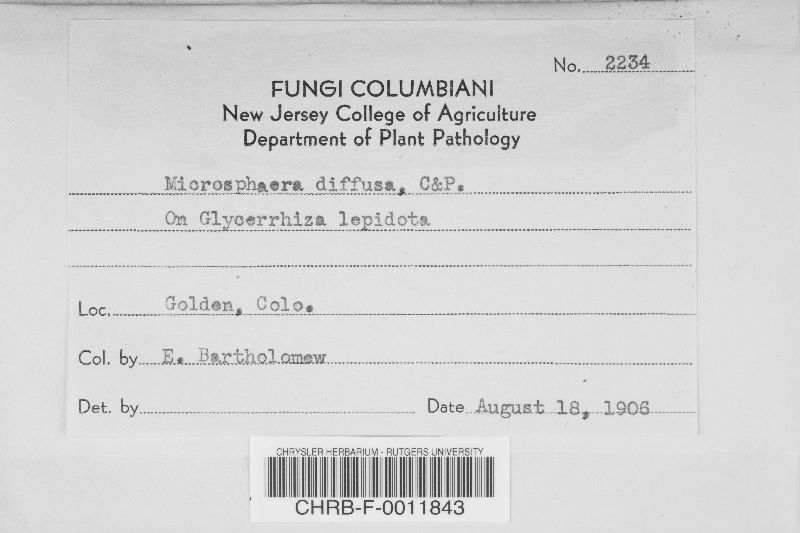 No. 2234
FUNGI COLUMBIANI
New Jersey College of Agriculture
Department of Plant Pathology
Microsphaera diffusa, C&P.
On Glycerrhiza lepidota
Loc. Golden, Colo.
Col. by E. Bartholomew
Det. by Date August 18, 1906
CHRYSLER HERBARIUM - RUTGERS UNIVERSITY
CHRB-F-0011843